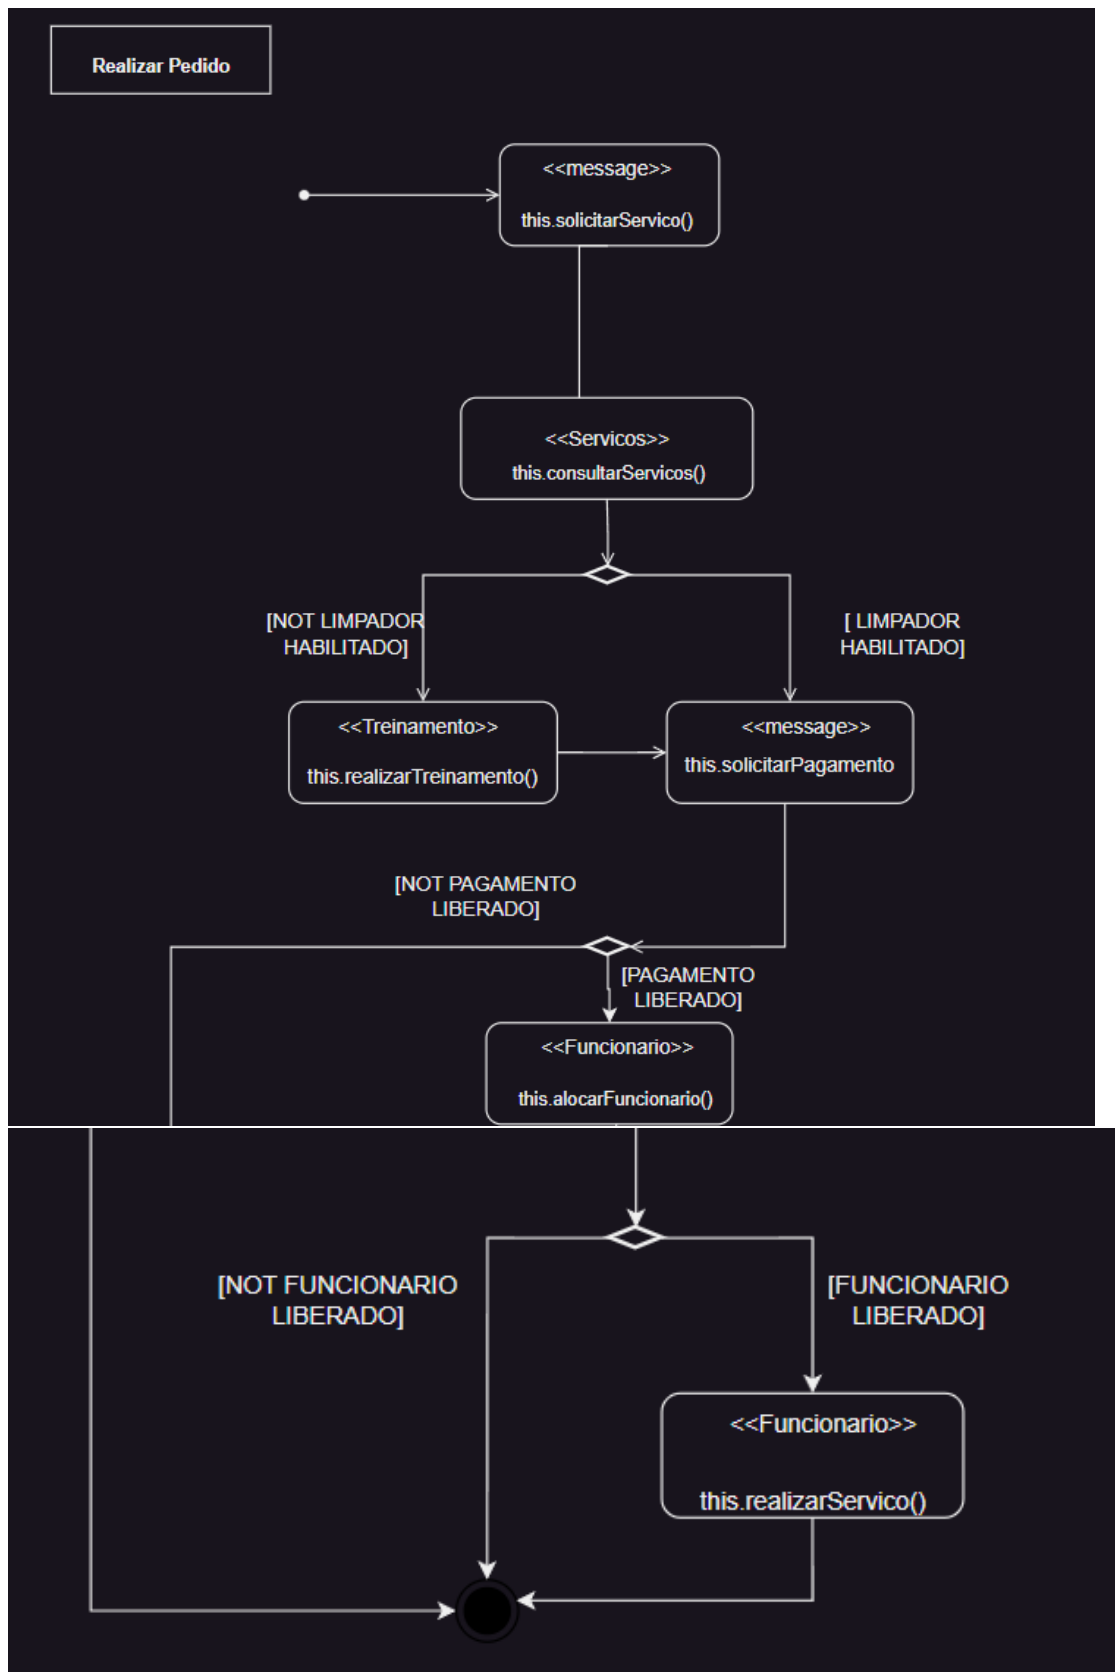 Realizar Pedido
<<message>>
this.solicitarServico()
<<Servicos>>
this.consultarServicos()
[NOT LIMPADOR
HABILITADO]
[ LIMPADOR
HABILITADO]
<<Treinamento>>
this.realizarTreinamento()
<<message>>
this.solicitarPagamento
[NOT PAGAMENTO
LIBERADO]
[PAGAMENTO
LIBERADO]
<<Funcionario>>
this.alocarFuncionario()
[NOT FUNCIONARIO
LIBERADO]
[FUNCIONARIO
LIBERADO]
<<Funcionario>>
this.realizarServico()